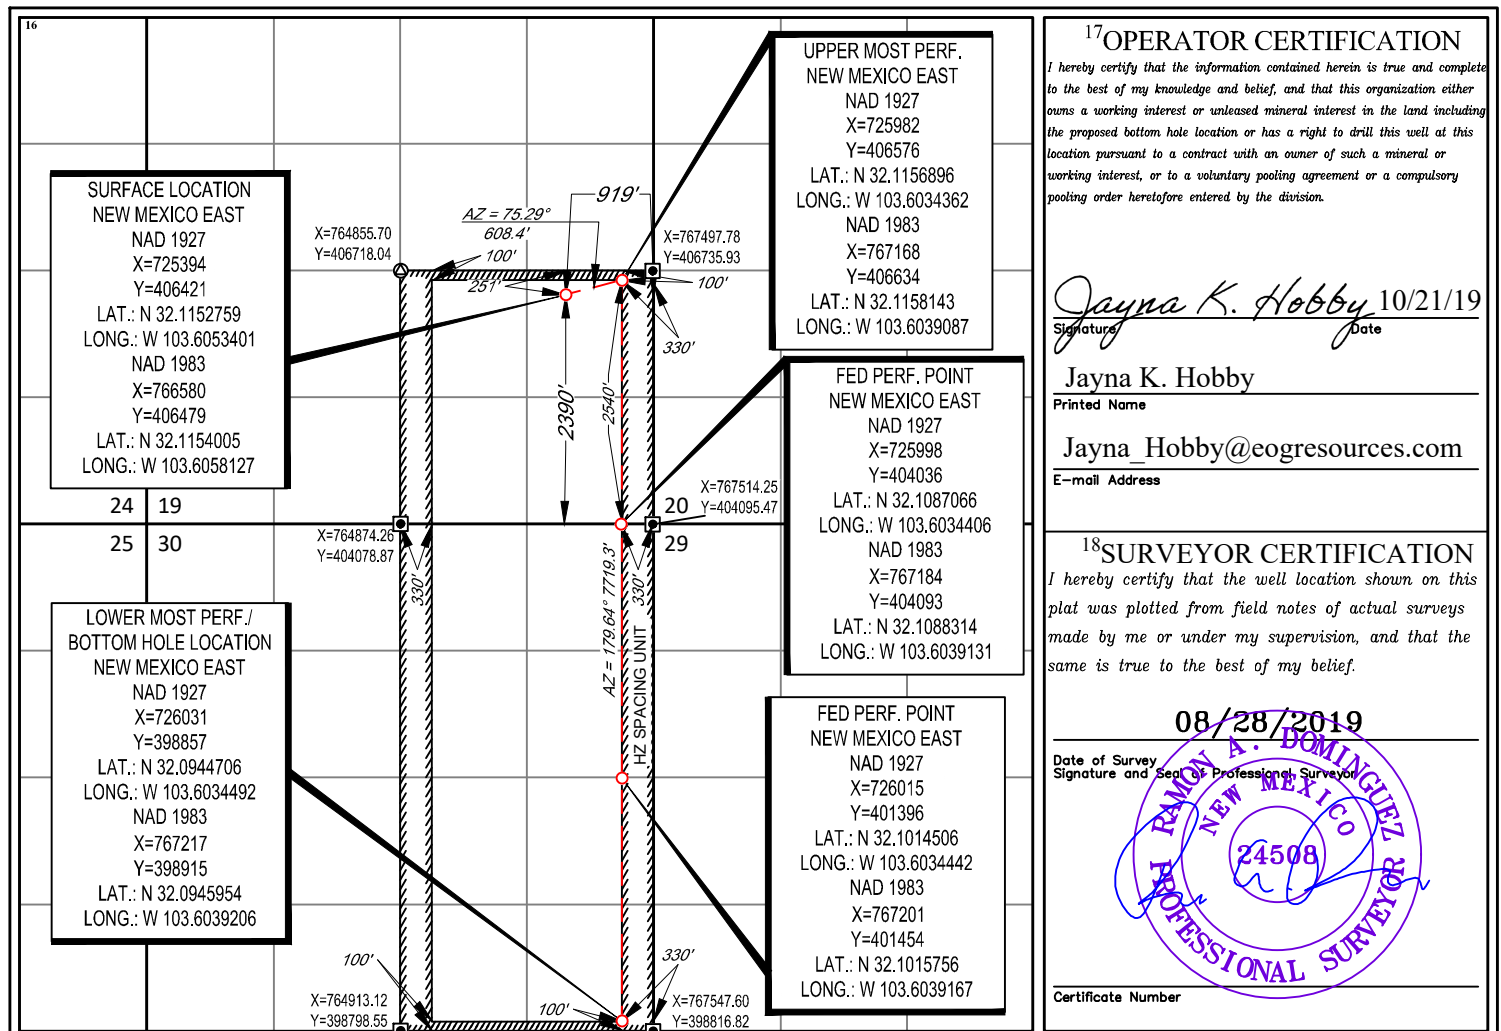 16
SURFACE LOCATION
NEW MEXICO EAST
NAD 1927
X=725394
Y=406421
LAT.: N 32.1152759
LONG.: W 103.6053401
NAD 1983
X=766580
Y=406479
LAT.: N 32.1154005
LONG.: W 103.6058127
24 19
25 30
LOWER MOST PERF./
BOTTOM HOLE LOCATION
NEW MEXICO EAST
NAD 1927
X=726031
Y=398857
LAT.: N 32.0944706
LONG.: W 103.6034492
NAD 1983
X=767217
Y=398915
LAT.: N 32.0945954
LONG.: W 103.6039206
X=764855.70
Y=406718.04
AZ = 75.29°
608.4'
919'
100'
251'
X=767497.78
Y=406735.93
100'
330'
2390'
2540'
X=764874.26
Y=404078.87
330'
20
29
X=767514.25
Y=404095.47
330'
AZ = 179.64° 7719.3'
HZ SPACING UNIT
100'
X=764913.12
Y=398798.55
100'
330'
X=767547.60
Y=398816.82
UPPER MOST PERF.
NEW MEXICO EAST
NAD 1927
X=725982
Y=406576
LAT.: N 32.1156896
LONG.: W 103.6034362
NAD 1983
X=767168
Y=406634
LAT.: N 32.1158143
LONG.: W 103.6039087
FED PERF. POINT
NEW MEXICO EAST
NAD 1927
X=725998
Y=404036
LAT.: N 32.1087066
LONG.: W 103.6034406
NAD 1983
X=767184
Y=404093
LAT.: N 32.1088314
LONG.: W 103.6039131
FED PERF. POINT
NEW MEXICO EAST
NAD 1927
X=726015
Y=401396
LAT.: N 32.1014506
LONG.: W 103.6034442
NAD 1983
X=767201
Y=401454
LAT.: N 32.1015756
LONG.: W 103.6039167
17OPERATOR CERTIFICATION
I hereby certify that the information contained herein is true and complete
to the best of my knowledge and belief, and that this organization either
owns a working interest or unleased mineral interest in the land including
the proposed bottom hole location or has a right to drill this well at this
location pursuant to a contract with an owner of such a mineral or
working interest, or to a voluntary pooling agreement or a compulsory
pooling order heretofore entered by the division.
Jayna K. Hobby 10/21/19
Signature Date
Jayna K. Hobby
Printed Name
Jayna_Hobby@eogresources.com
E-mail Address
18SURVEYOR CERTIFICATION
I hereby certify that the well location shown on this
plat was plotted from field notes of actual surveys
made by me or under my supervision, and that the
same is true to the best of my belief.
08/28/2019
Date of Survey
Signature and Seal of Professional Surveyor
RAMON A. DOMINGUEZ
NEW MEXICO
24508
PROFESSIONAL SURVEYOR
Certificate Number